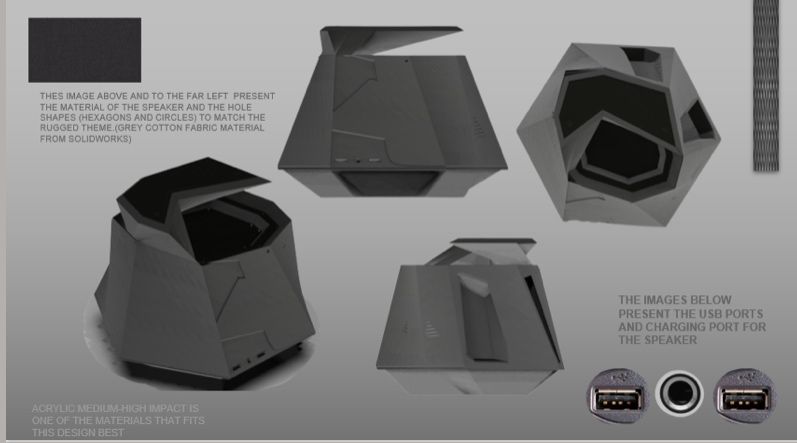 THES IMAGE ABOVE AND TO THE FAR LEFT PRESENT
THE MATERIAL OF THE SPEAKER AND THE HOLE
SHAPES (HEXAGONS AND CIRCLES) TO MATCH THE
RUGGED THEME.(GREY COTTON FABRIC MATERIAL
FROM SOLIDWORKS)
THE IMAGES BELOW
PRESENT THE USB PORTS
AND CHARGING PORT FOR
THE SPEAKER
ACRYLIC MEDIUM-HIGH IMPACT IS
ONE OF THE MATERIALS THAT FITS
THIS DESIGN BEST